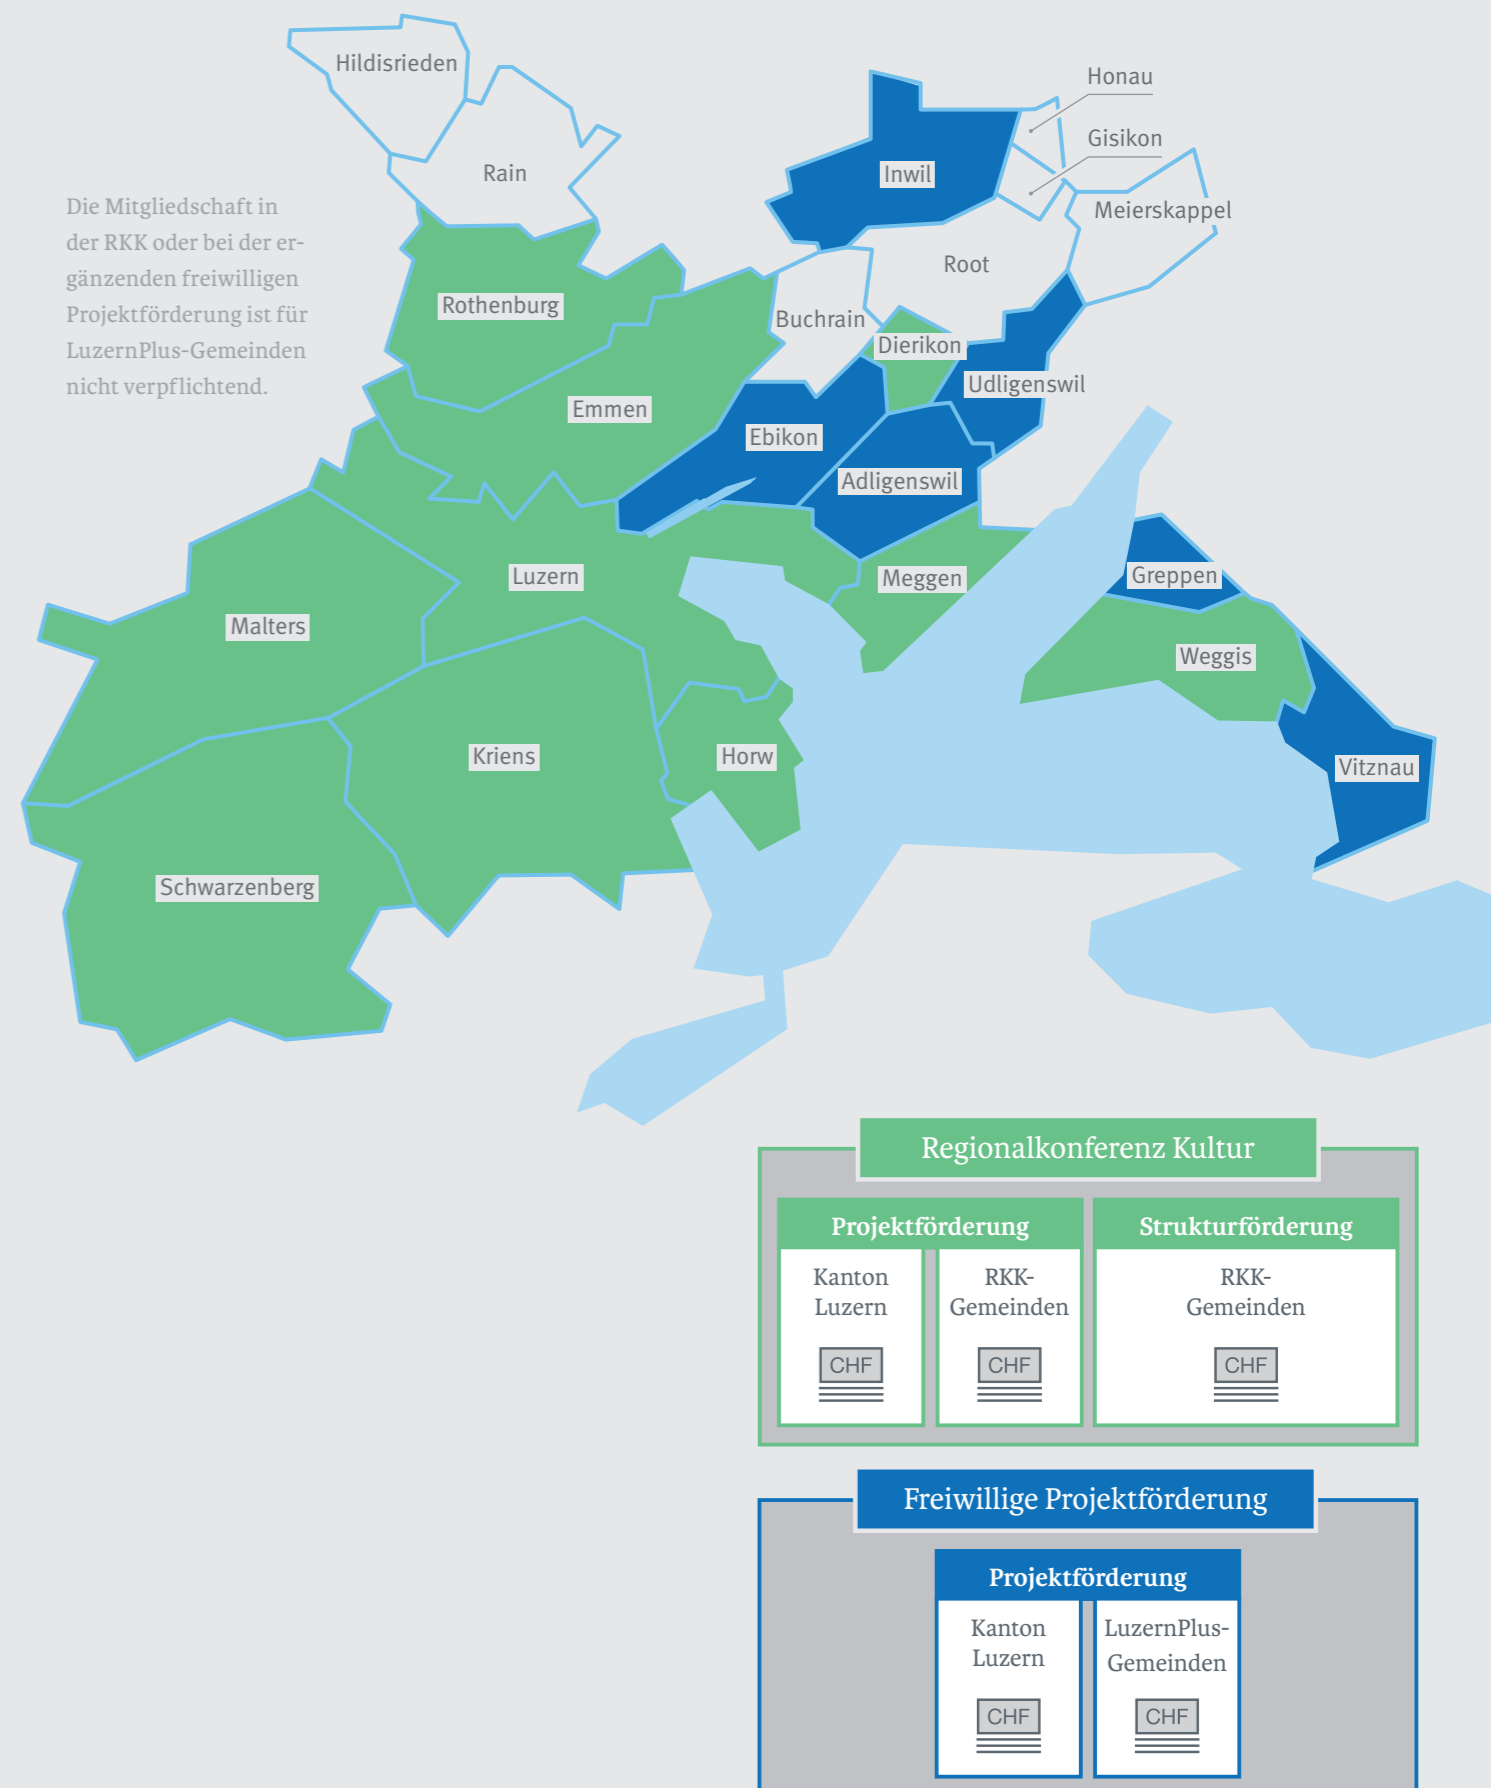 Hildisrieden
Honau
Gisikon
Inwil
Rain
Die Mitgliedschaft in
der RKK oder bei der er-
gänzenden freiwilligen
Projektförderung ist für
LuzernPlus-Gemeinden
nicht verpflichtend.
Meierskappel
Root
Rothenburg
Buchrain
Dierikon
Udligenswil
Emmen
Ebikon
Adligenswil
Luzern
Meggen
Greppen
Malters
Weggis
Kriens
Horw
Vitznau
Schwarzenberg
Regionalkonferenz Kultur
Projektförderung
Kanton
Luzern
CHF
RKK-
Gemeinden
CHF
Strukturförderung
RKK-
Gemeinden
CHF
Freiwillige Projektförderung
Projektförderung
Kanton
Luzern
CHF
LuzernPlus-
Gemeinden
CHF